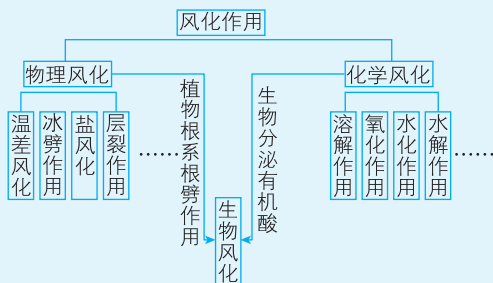 风化作用
物理风化
化学风化
温差风化
冰劈作用
盐风化
层裂作用
……
植物根系根劈作用
生物风化
生物分泌有机酸
溶解作用
氧化作用
水化作用
水解作用
……